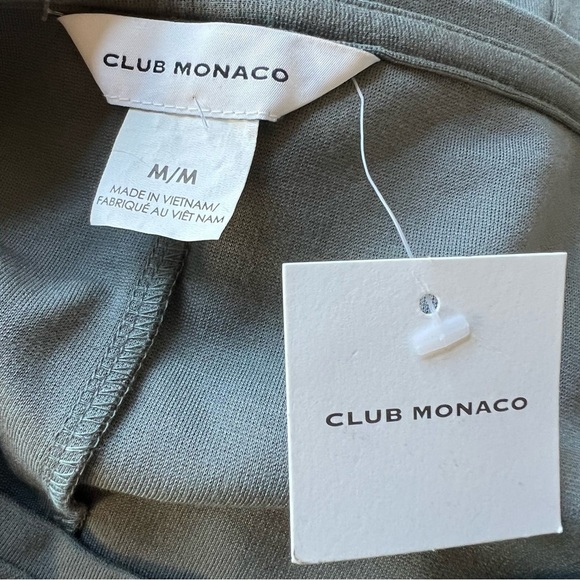 CLUB MONACO
M/M
MADE IN VIETNAM/
FABRIQUÉ AU VIÊT NAM
CLUB MONACO